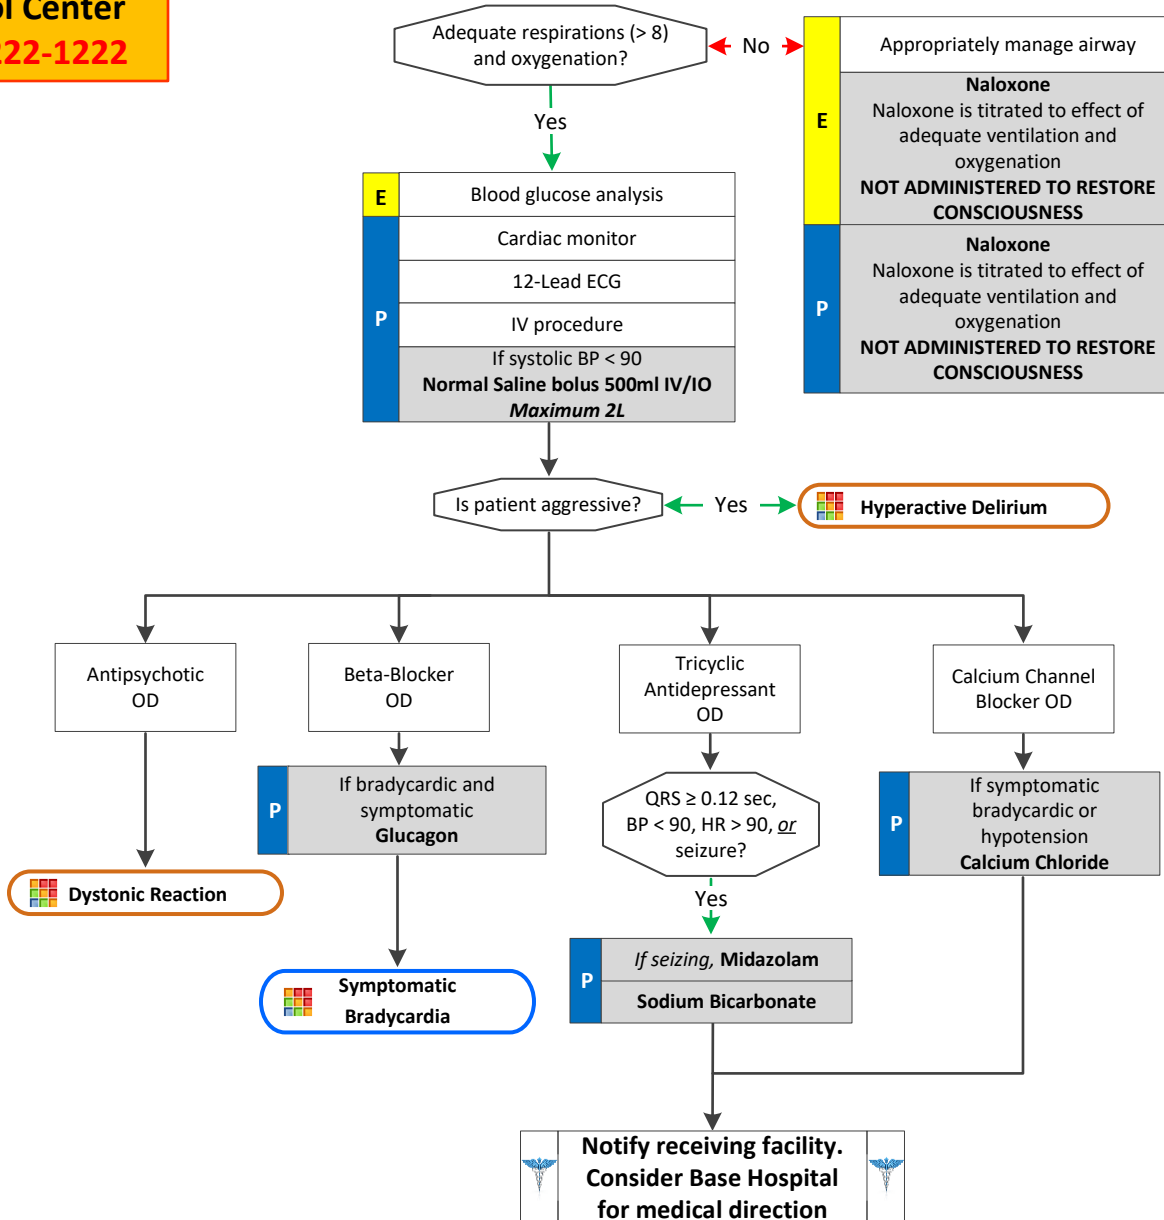 Center
222-1222
Adequate respirations (> 8)
and oxygenation?
No
Appropriately manage airway
E
Naloxone
Naloxone is titrated to effect of
adequate ventilation and
oxygenation
NOT ADMINISTERED TO RESTORE
CONSCIOUSNESS
P
Naloxone
Naloxone is titrated to effect of
adequate ventilation and
oxygenation
NOT ADMINISTERED TO RESTORE
CONSCIOUSNESS
Yes
E
Blood glucose analysis
P
Cardiac monitor
12-Lead ECG
IV procedure
If systolic BP < 90
Normal Saline bolus 500ml IV/IO
Maximum 2L
Is patient aggressive?
Yes
Hyperactive Delirium
Antipsychotic
OD
Beta-Blocker
OD
Tricyclic
Antidepressant
OD
Calcium Channel
Blocker OD
P
If bradycardic and
symptomatic
Glucagon
QRS ≥ 0.12 sec,
BP < 90, HR > 90, or
seizure?
P
If symptomatic
bradycardic or
hypotension
Calcium Chloride
Dystonic Reaction
Yes
Symptomatic
Bradycardia
P
If seizing, Midazolam
Sodium Bicarbonate
Notify receiving facility.
Consider Base Hospital
for medical direction